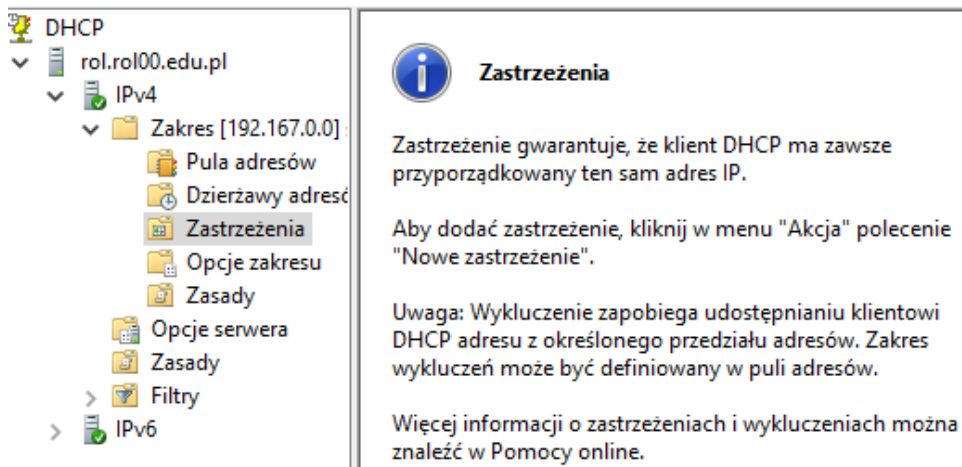 DHCP
rol.rol00.edu.pl
IPv4
Zakres [192.167.0.0]
Pula adresów
Dzierżawy adresó
Zastrzeżenia
Opcje zakresu
Zasady
Opcje serwera
Zasady
Filtry
IPv6
Zastrzeżenia
Zastrzeżenie gwarantuje, że klient DHCP ma zawsze
przyporządkowany ten sam adres IP.
Aby dodać zastrzeżenie, kliknij w menu "Akcja" polecenie
"Nowe zastrzeżenie".
Uwaga: Wykluczenie zapobiega udostępnianiu klientowi
DHCP adresu z określonego przedziału adresów. Zakres
wykluczeń może być definiowany w puli adresów.
Więcej informacji o zastrzeżeniach i wykluczeniach można
znaleźć w Pomocy online.